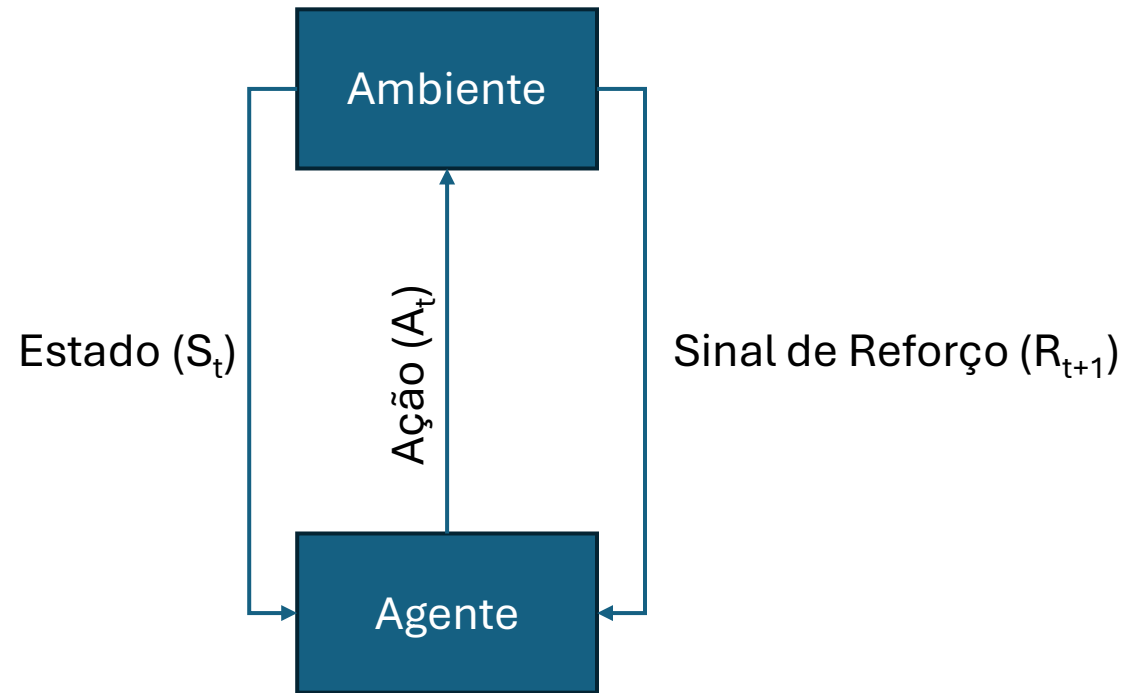 Ambiente
Estado (Sₜ)
Ação (Aₜ)
Sinal de Reforço (Rₜ₊₁)
Agente